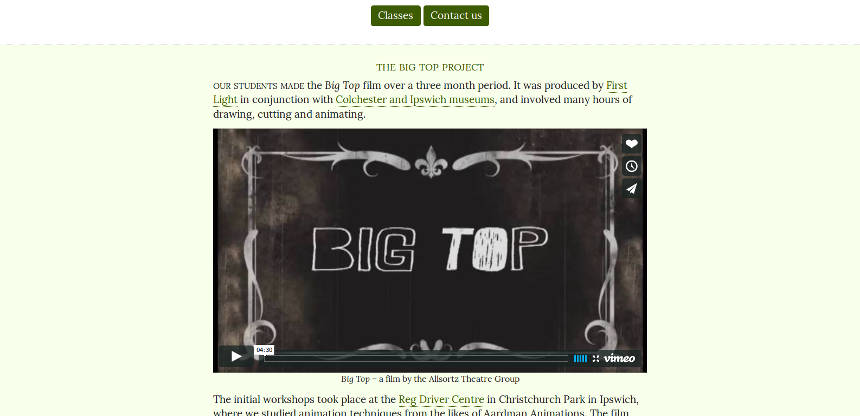 Classes Contact us
THE BIG TOP PROJECT
OUR STUDENTS MADE the Big Top film over a three month period. It was produced by First
Light in conjunction with Colchester and Ipswich museums, and involved many hours of
drawing, cutting and animating.
BIG TOP
04:30
vimeo
Big Top – a film by the Allsortz Theatre Group
The initial workshops took place at the Reg Driver Centre in Christchurch Park in Ipswich,
where we studied animation techniques from the likes of Aardman Animations. The film